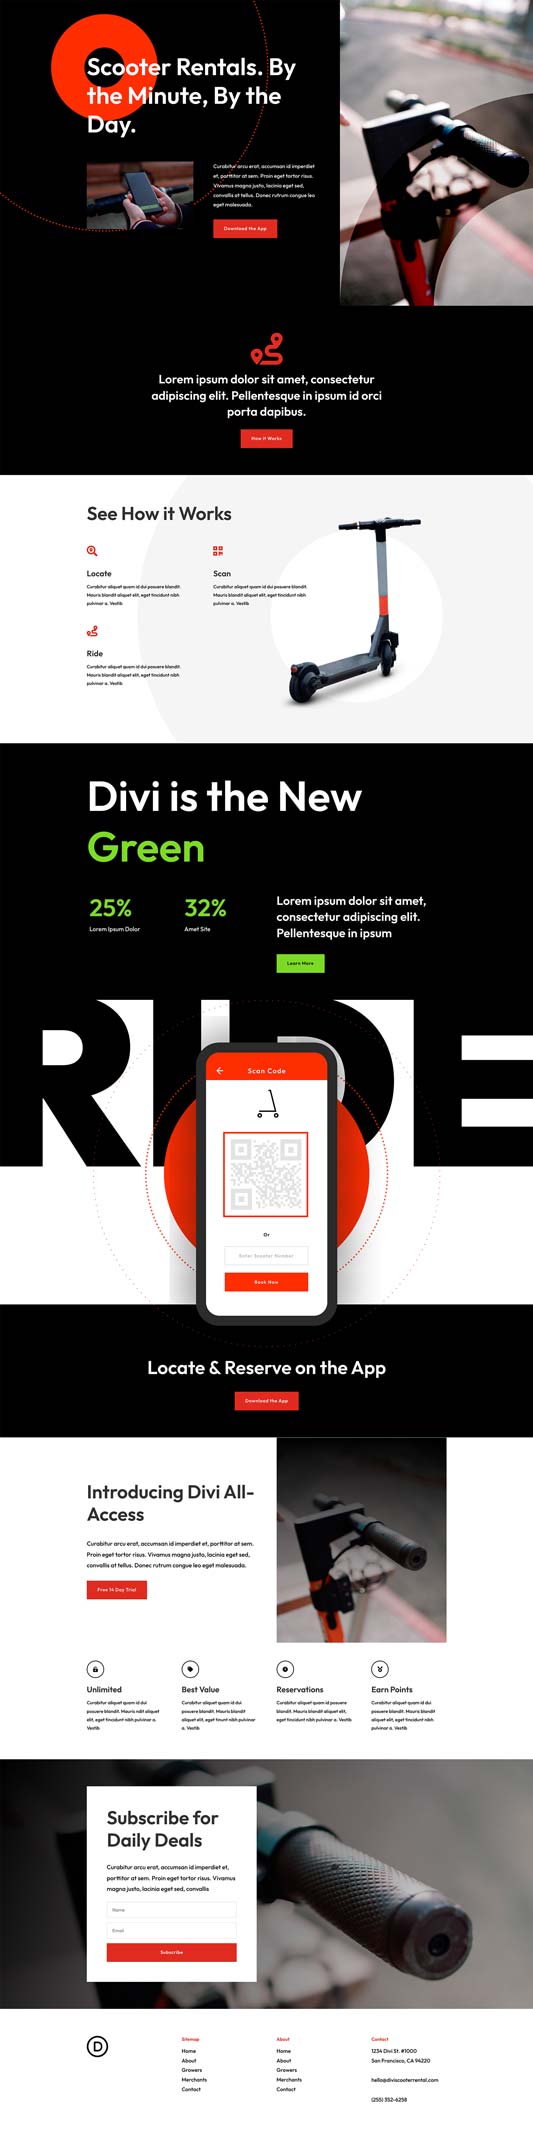 Scooter Rentals. By
the Minute, By the
Day.
Curabitur arcu erat, accumsan id imperdiet
et, porttitor at sem. Proin eget tortor risus.
Vivamus magna justo, lacinia eget sed,
convallis at tellus. Donec rutrum congue leo
eget malesuada.
Download the App
Lorem ipsum dolor sit amet, consectetur
adipiscing elit. Pellentesque in ipsum id orci
porta dapibus.
How it Works
See How it Works
Locate
Curabitur aliquet quam id dui posuere blandit.
Mauris blandit aliquet elit, eget tincidunt nibh
pulvinar a. Vestib
Scan
Curabitur aliquet quam id dui posuere blandit.
Mauris blandit aliquet elit, eget tincidunt nibh
pulvinar a. Vestib
Ride
Curabitur aliquet quam id dui posuere blandit.
Mauris blandit aliquet elit, eget tincidunt nibh
pulvinar a. Vestib
Divi is the New
Green
25%
Lorem Ipsum Dolor
32%
Amet Site
Lorem ipsum dolor sit amet,
consectetur adipiscing elit.
Pellentesque in ipsum
Learn More
RIDE
Scan Code
Or
Enter Scooter Number
Book Now
Locate & Reserve on the App
Download the App
Introducing Divi All-
Access
Curabitur arcu erat, accumsan id imperdiet et, porttitor at sem.
Proin eget tortor risus. Vivamus magna justo, lacinia eget sed,
convallis at tellus. Donec rutrum congue leo eget malesuada.
Free 14 Day Trial
Unlimited
Curabitur aliquet quam id dui
posuere blandit. Mauris ndit aliquet
elit, eget tincidunt nibh pulvinar a.
Vestib
Best Value
Curabitur aliquet quam id dui
posuere blandit. Mauris blandit
aliquet elit, eget tinunt nibh pulvinar
a. Vestib
Reservations
Curabitur aliquet quam id posuere
blandit. Mauris blandit aliquet elit,
eget tincidunt nibh pulvinar a. Vestib
Earn Points
Curabitur aliquet quam id dui
posuere blandit. Mauris blandit
aliquet elit, eget tincidunt nibh
pulvinar a. Vestib
Subscribe for
Daily Deals
Curabitur arcu erat, accumsan id imperdiet et,
porttitor at sem. Proin eget tortor risus. Vivamus
magna justo, lacinia eget sed, convallis
Name
Email
Subscribe
D
Sitemap
Home
About
Growers
Merchants
Contact
About
Home
About
Growers
Merchants
Contact
Contact
1234 Divi St. #1000
San Francisco, CA 94220
hello@diviscooterrental.com
(255) 352-6258